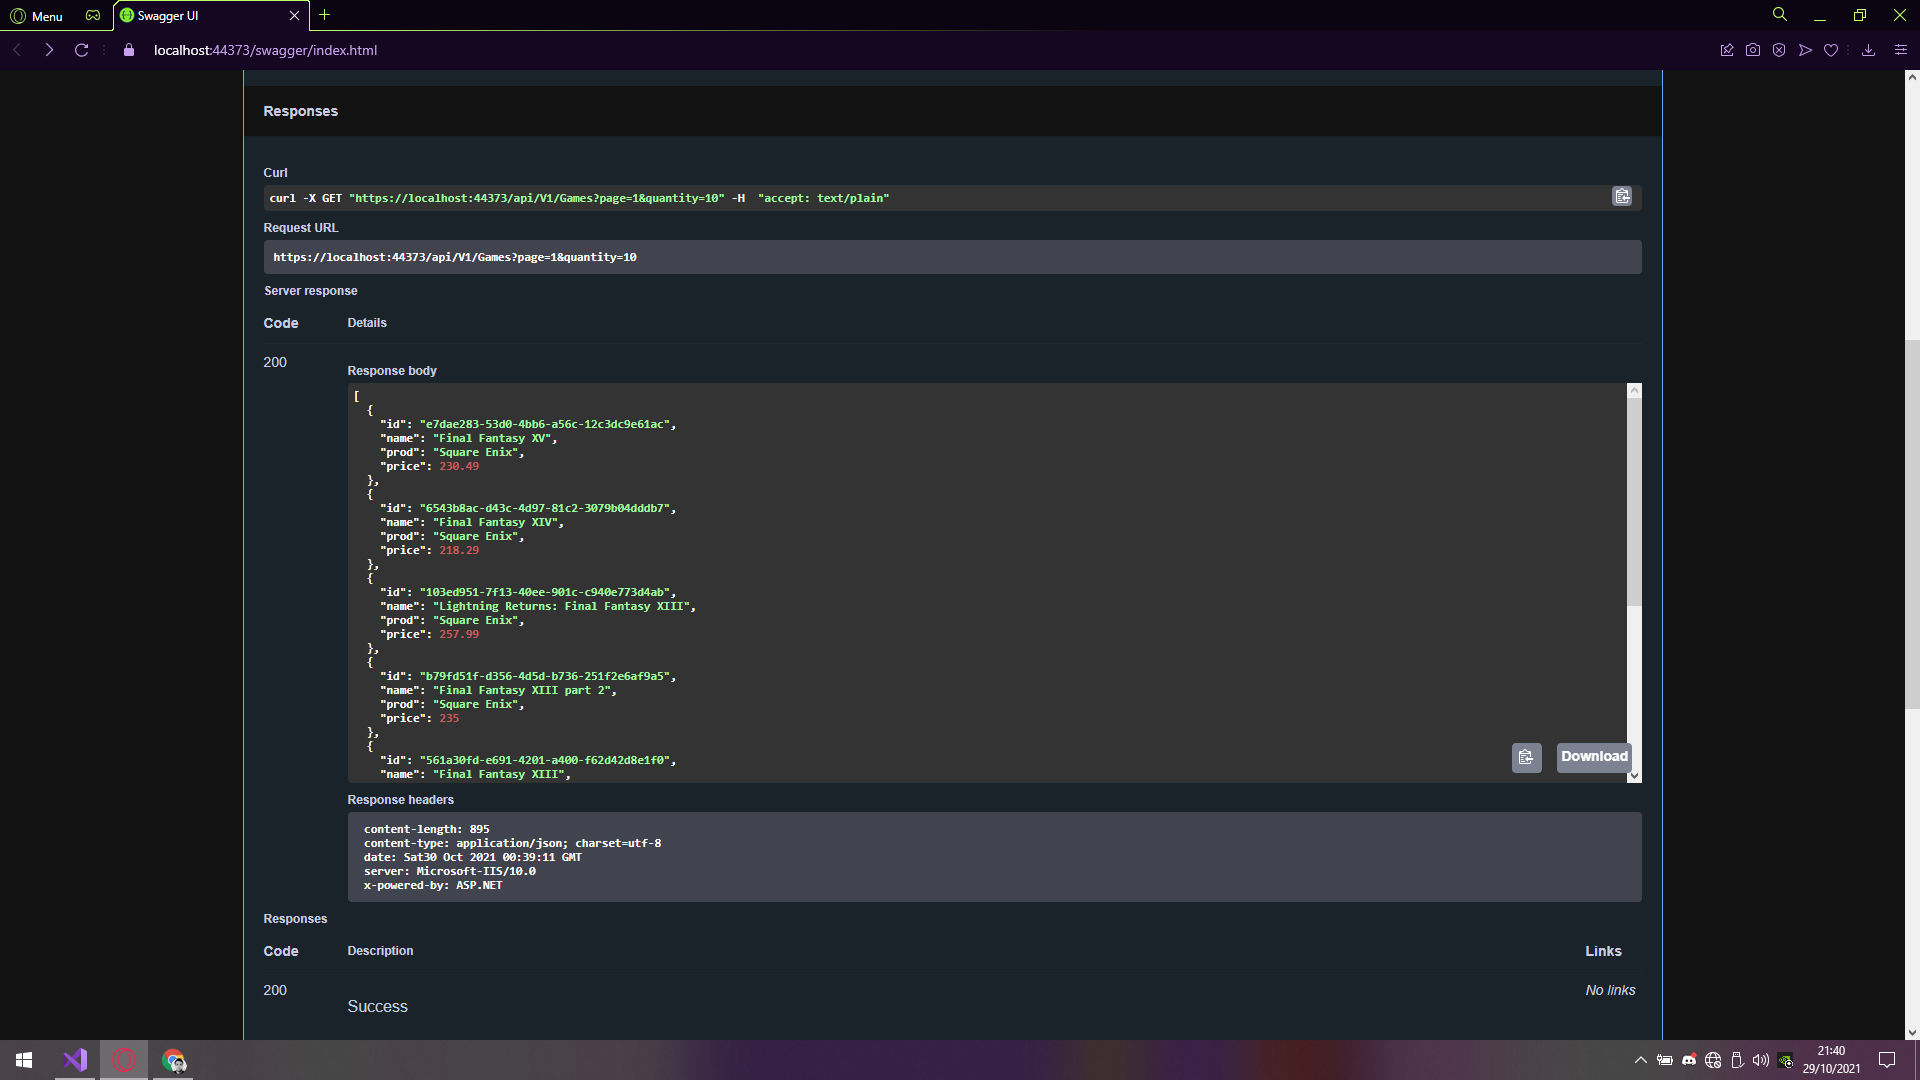 Menu
Swagger UI
localhost:44373/swagger/index.html
Responses
Curl
curl -X GET "https://localhost:44373/api/V1/Games?page=1&quantity=10" -H  "accept: text/plain"
Request URL
https://localhost:44373/api/V1/Games?page=1&quantity=10
Server response
Code Details
200
Response body
[
{
"id": "e7dae283-53d0-4bb6-a56c-12c3dc9e61ac",
"name": "Final Fantasy XV",
"prod": "Square Enix",
"price": 230.49
},
{
"id": "6543b8ac-d43c-4d97-81c2-3079b04dddb7",
"name": "Final Fantasy XIV",
"prod": "Square Enix",
"price": 218.29
},
{
"id": "103ed951-7f13-40ee-901c-c940e773d4ab",
"name": "Lightning Returns: Final Fantasy XIII",
"prod": "Square Enix",
"price": 257.99
},
{
"id": "b79fd51f-d356-4d5d-b736-251f2e6af9a5",
"name": "Final Fantasy XIII part 2",
"prod": "Square Enix",
"price": 235
},
{
"id": "561a30fd-e691-4201-a400-f62d42d8e1f0",
"name": "Final Fantasy XIII",
Download
Response headers
content-length: 895
content-type: application/json; charset=utf-8
date: Sat30 Oct 2021 00:39:11 GMT
server: Microsoft-IIS/10.0
x-powered-by: ASP.NET
Responses
Code Description Links
200 No links
Success
21:40
29/10/2021